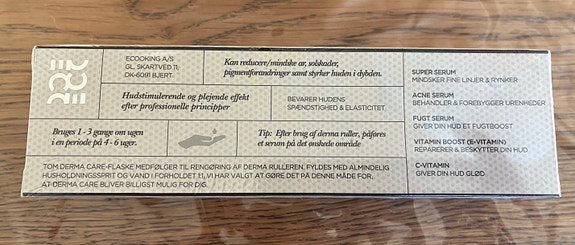 ECOOKING A/S
GL. SKARTVED 11,
DK-6091 BJERT
Kan reducere/mindske ar, solskader,
pigmentforandringer samt styrker huden i dybden.
Hudstimulerende og plejende effekt
efter professionelle principper
BEVARER HUDENS
SPÆNDSTIGHED & ELASTICITET
Bruges 1 - 3 gange om ugen
i en periode på 4 - 6 uger.
Tip: Efter brug af derma ruller, påføres
et serum på det ønskede område
TOM DERMA CARE-FLASKE MEDFØLGER TIL RENGØRING AF DERMA RULLEREN. FYLDES MED ALMINDELIG
HUSHOLDNINGSSPRIT OG VAND I FORHOLDET 1:1, VI HAR VALGT AT GØRE DET PÅ DENNE MÅDE FOR,
AT DERMA CARE BLIVER BILLIGST MULIG FOR DIG.
SUPER SERUM
MINDSKER FINE LINJER & RYNKER
ACNE SERUM
BEHANDLER & FOREBYGGER URENHEDER
FUGT SERUM
GIVER DIN HUD ET FUGTBOOST
VITAMIN BOOST (E-VITAMIN)
REPARERER & BESKYTTER DIN HUD
C-VITAMIN
GIVER DIN HUD GLØD